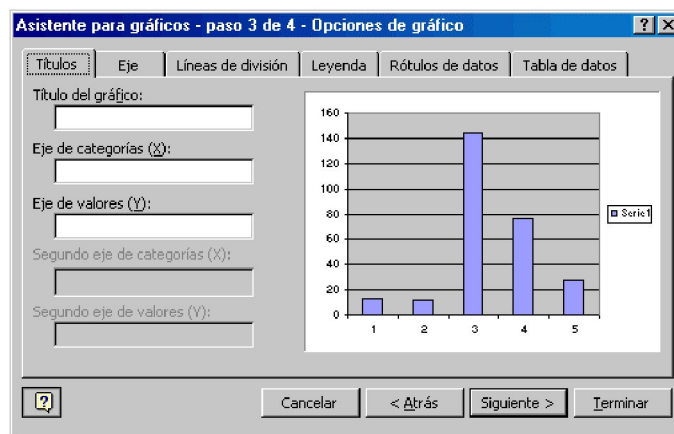 Asistente para gráficos - paso 3 de 4 - Opciones de gráfico
Títulos Eje Líneas de división Leyenda Rótulos de datos Tabla de datos
Título del gráfico:
Eje de categorías (X):
Eje de valores (Y):
Segundo eje de categorías (X):
Segundo eje de valores (Y):
160
140
120
100
80
60
40
20
0
1 2 3 4 5
Serie1
Cancelar < Atrás Siguiente > Terminar